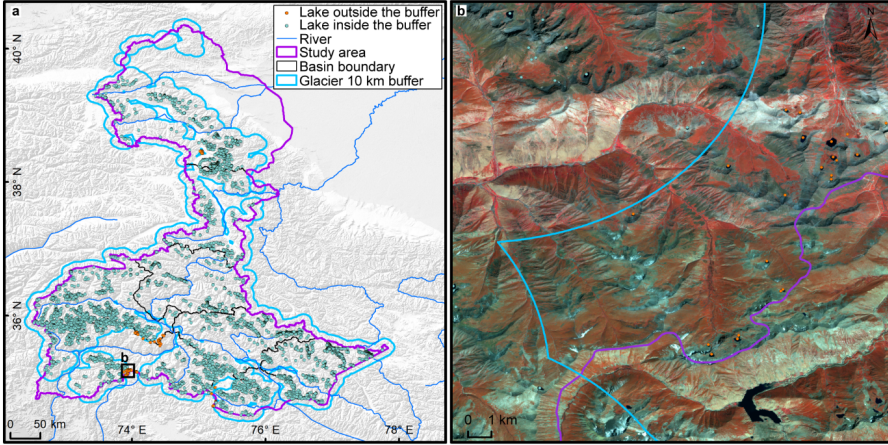 a
Lake outside the buffer
Lake inside the buffer
River
Study area
Basin boundary
Glacier 10 km buffer
40° N
38° N
36° N
b
0 50 km
74° E
76° E
78° E
b
N
0 1 km